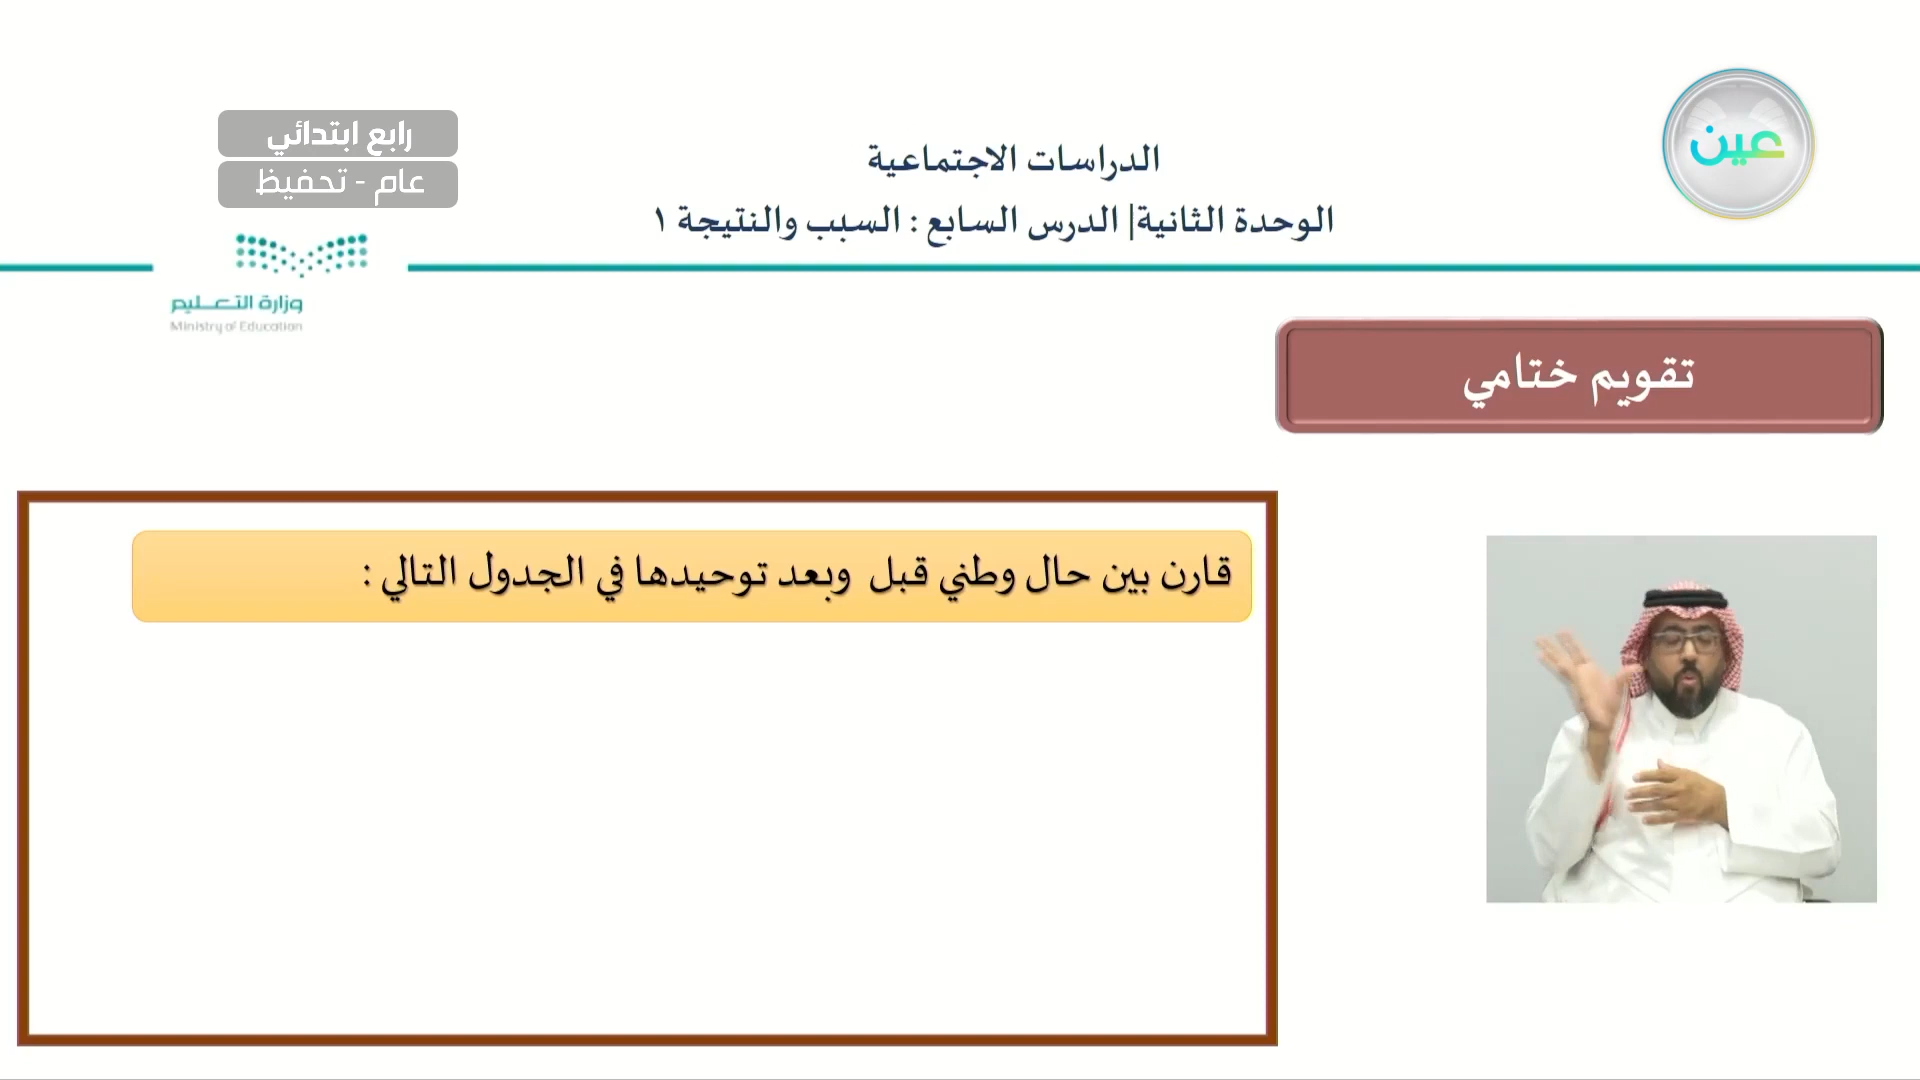 عين
رابع ابتدائي
عام - تحفيظ
الدراسات الاجتماعية
الوحدة الثانية| الدرس السابع : السبب والنتيجة ١
وزارة التعـــليم
Ministry of Education
تقويم ختامي
قارن بين حال وطني قبل وبعد توحيدها في الجدول التالي :